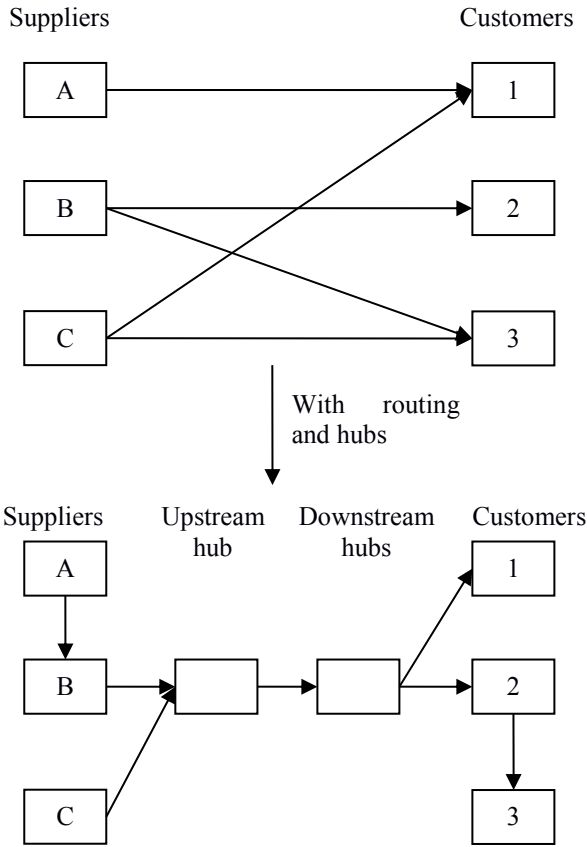 Suppliers Customers
A 1
B 2
C 3
With routing
and hubs
Suppliers Upstream Downstream Customers
hub hubs
A 1
B 2
C 3